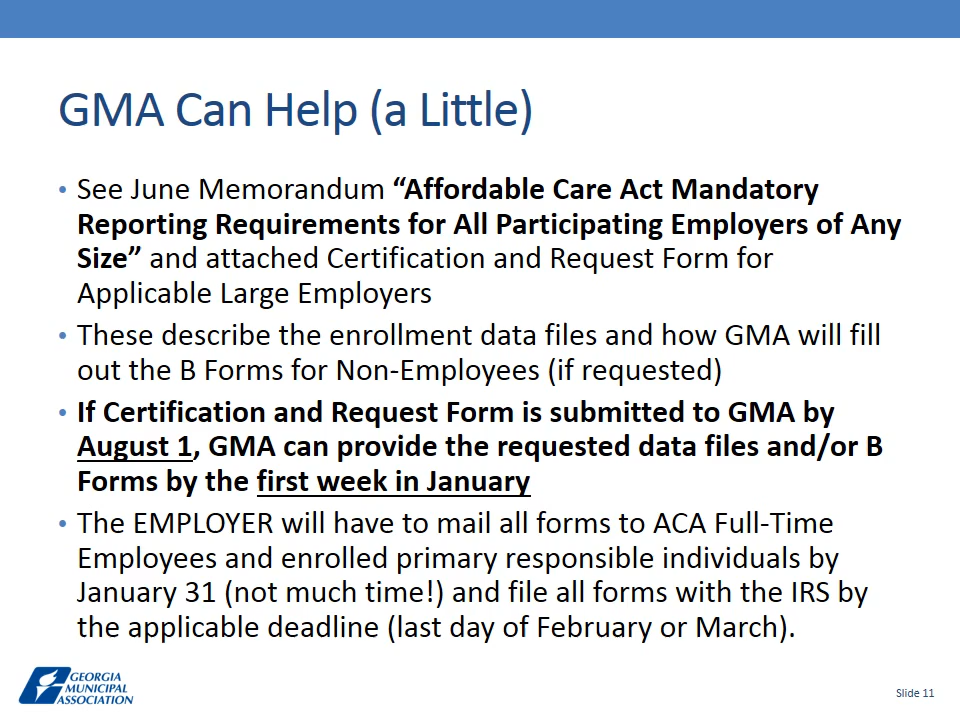 GMA Can Help (a Little)
• See June Memorandum “Affordable Care Act Mandatory
Reporting Requirements for All Participating Employers of Any
Size” and attached Certification and Request Form for
Applicable Large Employers
• These describe the enrollment data files and how GMA will fill
out the B Forms for Non-Employees (if requested)
• If Certification and Request Form is submitted to GMA by
August 1, GMA can provide the requested data files and/or B
Forms by the first week in January
• The EMPLOYER will have to mail all forms to ACA Full-Time
Employees and enrolled primary responsible individuals by
January 31 (not much time!) and file all forms with the IRS by
the applicable deadline (last day of February or March).
GEORGIA
MUNICIPAL
ASSOCIATION
Slide 11